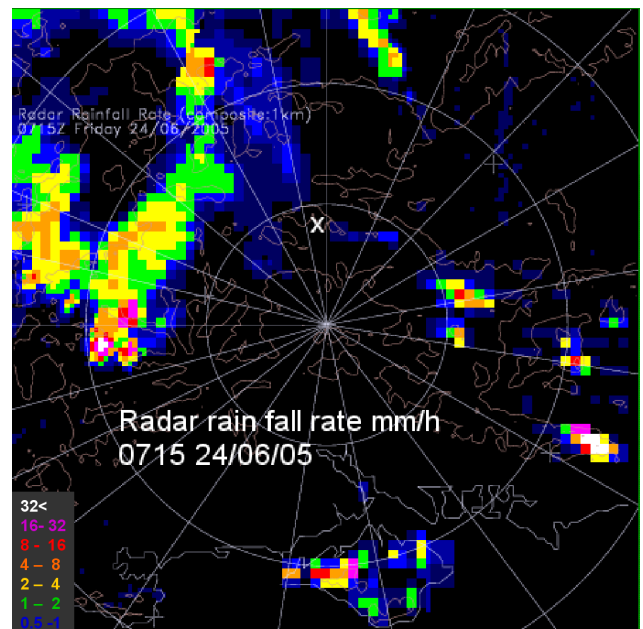 Radar Rainfall Rate (composite:1km)
0715Z Friday 24/06/2005
X
Radar rain fall rate mm/h
0715 24/06/05
32<
16- 32
8 - 16
4 - 8
2 - 4
1 - 2
0.5 -1